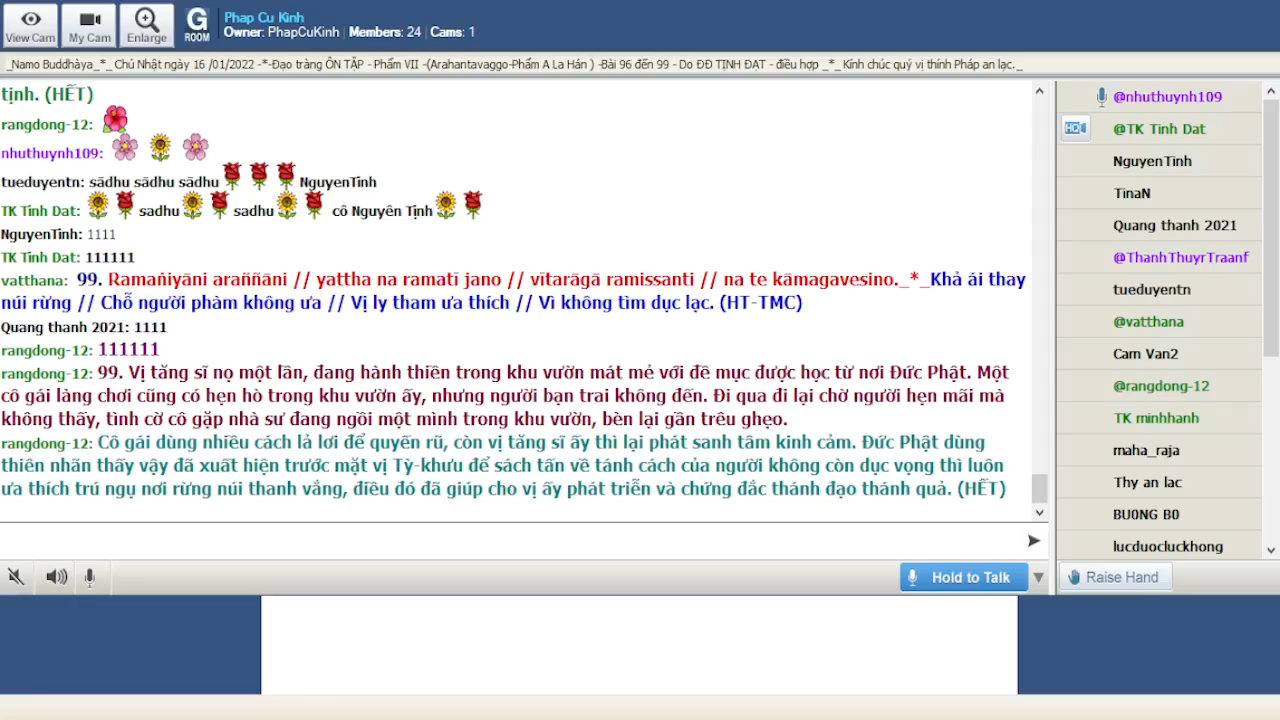 View Cam
My Cam
Enlarge
G
ROOM
Phap Cu Kinh
Owner: PhapCuKinh | Members: 24 | Cams: 1
_Namo Buddhàya_*_ Chủ Nhật ngày 16 /01/2022 -*-Đạo tràng ÔN TẬP - Phẩm VII -(Arahantavaggo-Phẩm A La Hán ) -Bài 96 đến 99 - Do ĐĐ TỊNH ĐẠT - điều hợp _*_ Kính chúc quý vị thính Pháp an lạc._
tịnh. (HẾT)
rangdong-12:
nhuthuynh109:
tueduyentn: sādhu sādhu sādhu NguyenTinh
TK Tinh Dat: sadhu sadhu cô Nguyên Tịnh
NguyenTinh: 1111
TK Tinh Dat: 111111
vatthana: 99. Ramaṅiyāni araññāni // yattha na ramatī jano // vītarāgā ramissanti // na te kāmagavesino._*_Khả ái thay
núi rừng // Chỗ người phàm không ưa // Vị ly tham ưa thích // Vì không tìm dục lạc. (HT-TMC)
Quang thanh 2021: 1111
rangdong-12: 111111
rangdong-12: 99. Vị tăng sĩ nọ một lần, đang hành thiền trong khu vườn mát mẻ với đề mục được học từ nơi Đức Phật. Một
cô gái làng chơi cũng có hẹn hò trong khu vườn ấy, nhưng người bạn trai không đến. Đi qua đi lại chờ người hẹn mãi mà
không thấy, tình cờ cô gặp nhà sư đang ngồi một mình trong khu vườn, bèn lại gần trêu ghẹo.
rangdong-12: Cô gái dùng nhiều cách lả lơi để quyến rũ, còn vị tăng sĩ ấy thì lại phát sanh tâm kinh cảm. Đức Phật dùng
thiên nhãn thấy vậy đã xuất hiện trước mặt vị Tỳ-khưu để sách tấn về tánh cách của người không còn dục vọng thì luôn
ưa thích trú ngụ nơi rừng núi thanh vắng, điều đó đã giúp cho vị ấy phát triển và chứng đắc thánh đạo thánh quả. (HẾT)
Hold to Talk
@nhuthuynh109
HQ
@TK Tinh Dat
NguyenTinh
TinaN
Quang thanh 2021
@ThanhThuyrTraanf
tueduyentn
@vatthana
Cam Van2
@rangdong-12
TK minhhanh
maha_raja
Thy an lac
BU0NG B0
lucduocluckhong
Raise Hand